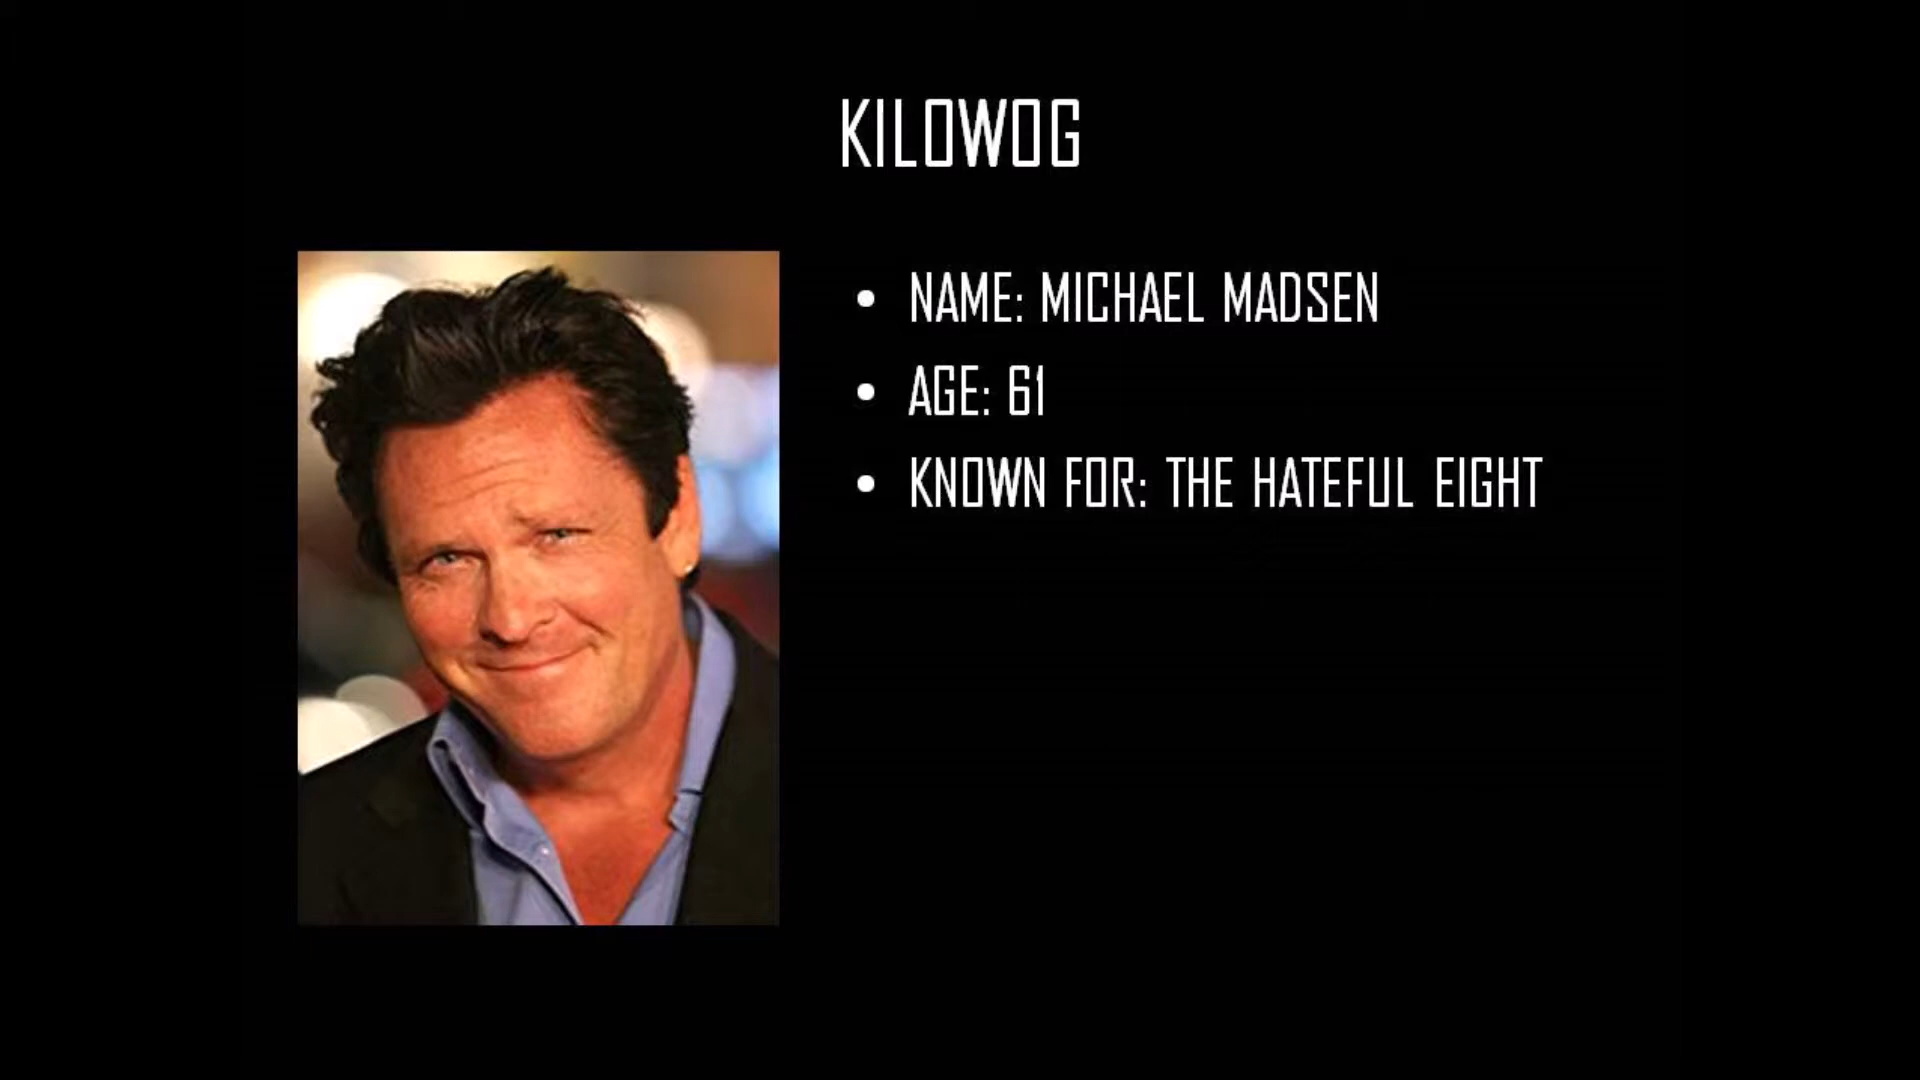 KILOWOG
• NAME: MICHAEL MADSEN
• AGE: 61
• KNOWN FOR: THE HATEFUL EIGHT